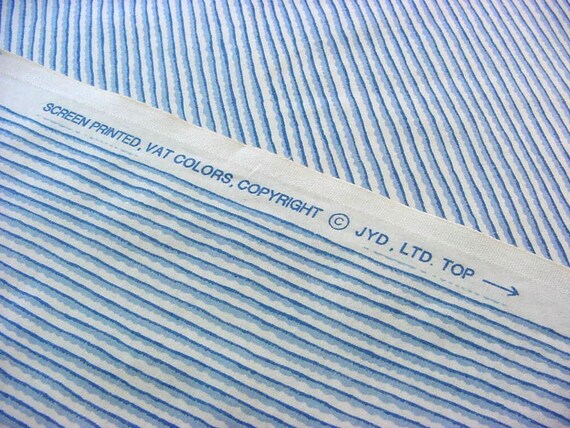 SCREEN PRINTED, VAT COLORS, COPYRIGHT © JYD, LTD. TOP →